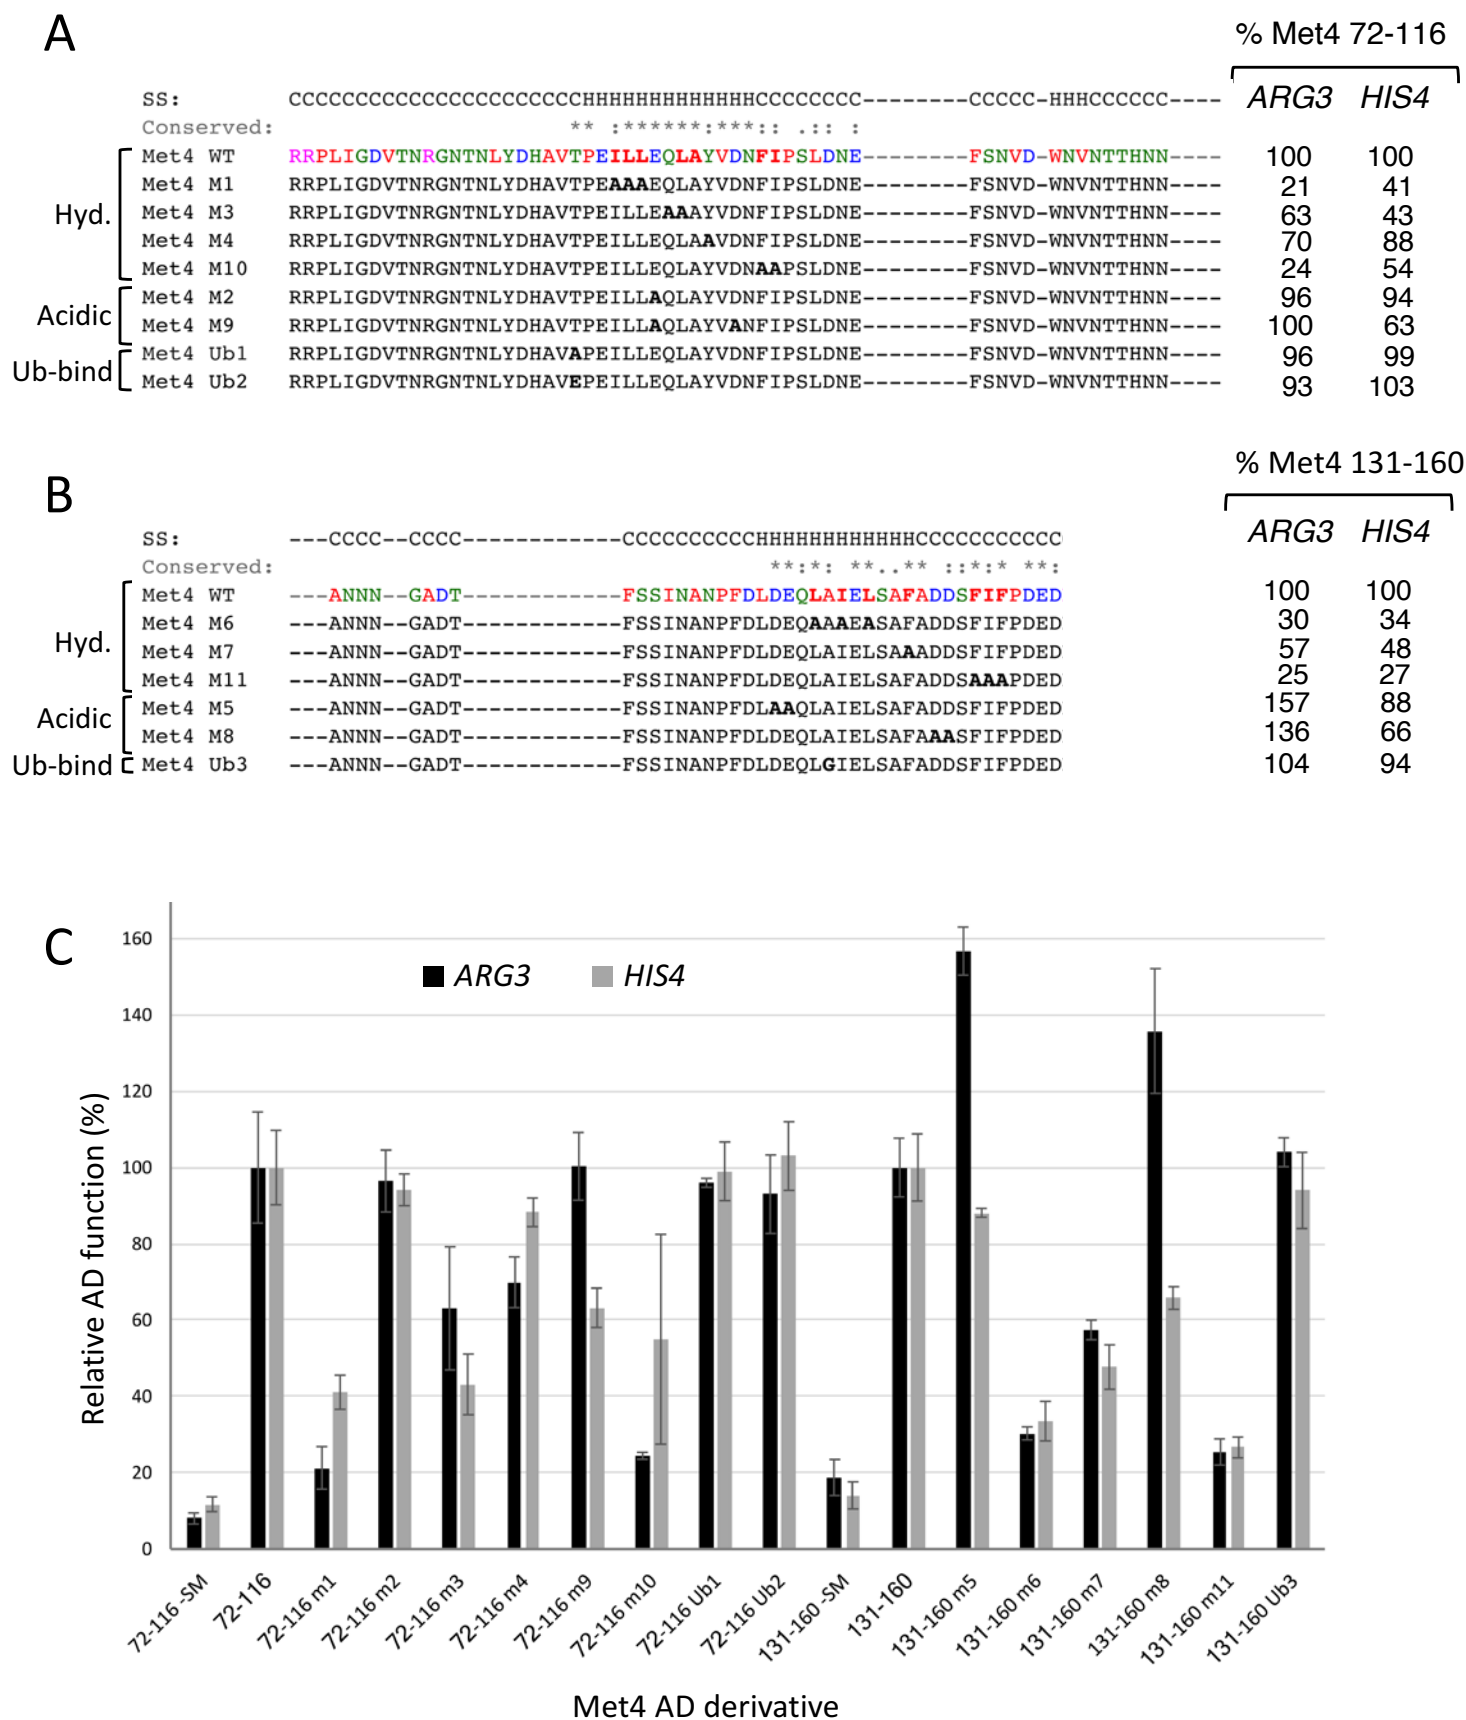 A
% Met4 72-116
ARG3 HIS4
SS: CCCCCCCCCCCCCCCCCCCCCCHHHHHHHHHHHHHCCCCCCCC--------CCCCC-HHHCCCCCC----
Conserved: ** :******:***:: .:: :
Hyd.
Met4 WT RRPLIGDVTNRGNTNLYDHAVTPEILLEQLAYVDNFIPSLDNE--------FSNVD-WNVNTTHNN---- 100 100
Met4 M1 RRPLIGDVTNRGNTNLYDHAVTPEAAAEQLAYVDNFIPSLDNE--------FSNVD-WNVNTTHNN---- 21 41
Met4 M3 RRPLIGDVTNRGNTNLYDHAVTPEILLEAAAYVDNFIPSLDNE--------FSNVD-WNVNTTHNN---- 63 43
Met4 M4 RRPLIGDVTNRGNTNLYDHAVTPEILLEQLAAVDNFIPSLDNE--------FSNVD-WNVNTTHNN---- 70 88
Met4 M10 RRPLIGDVTNRGNTNLYDHAVTPEILLEQLAYVDNAAPSLDNE--------FSNVD-WNVNTTHNN---- 24 54
Acidic
Met4 M2 RRPLIGDVTNRGNTNLYDHAVTPEILLAQLAYVDNFIPSLDNE--------FSNVD-WNVNTTHNN---- 96 94
Met4 M9 RRPLIGDVTNRGNTNLYDHAVTPEILLAQLAYVANFIPSLDNE--------FSNVD-WNVNTTHNN---- 100 63
Ub-bind
Met4 Ub1 RRPLIGDVTNRGNTNLYDHAVAPEILLEQLAYVDNFIPSLDNE--------FSNVD-WNVNTTHNN---- 96 99
Met4 Ub2 RRPLIGDVTNRGNTNLYDHAVEPEILLEQLAYVDNFIPSLDNE--------FSNVD-WNVNTTHNN---- 93 103
B
% Met4 131-160
ARG3 HIS4
SS: ---CCCC--CCCC------------CCCCCCCCCCHHHHHHHHHHHHCCCCCCCCCCC
Conserved: **:*: **..** ::*:* **:
Hyd.
Met4 WT ---ANNN--GADT------------FSSINANPFDLDEQLAIELSAFADDSFIFPDED 100 100
Met4 M6 ---ANNN--GADT------------FSSINANPFDLDEQAAAEASAFADDSFIFPDED 30 34
Met4 M7 ---ANNN--GADT------------FSSINANPFDLDEQLAIELSAAADDSFIFPDED 57 48
Met4 M11 ---ANNN--GADT------------FSSINANPFDLDEQLAIELSAFADDSAAAPDED 25 27
Acidic
Met4 M5 ---ANNN--GADT------------FSSINANPFDLAAQLAIELSAFADDSFIFPDED 157 88
Met4 M8 ---ANNN--GADT------------FSSINANPFDLDEQLAIELSAFAAASFIFPDED 136 66
Ub-bind
Met4 Ub3 ---ANNN--GADT------------FSSINANPFDLDEQLGIELSAFADDSFIFPDED 104 94
C
ARG3 HIS4
Relative AD function (%)
160
140
120
100
80
60
40
20
0
72-116 -SM
72-116
72-116 m1
72-116 m2
72-116 m3
72-116 m4
72-116 m9
72-116 m10
72-116 Ub1
72-116 Ub2
131-160 -SM
131-160
131-160 m5
131-160 m6
131-160 m7
131-160 m8
131-160 m11
131-160 Ub3
Met4 AD derivative